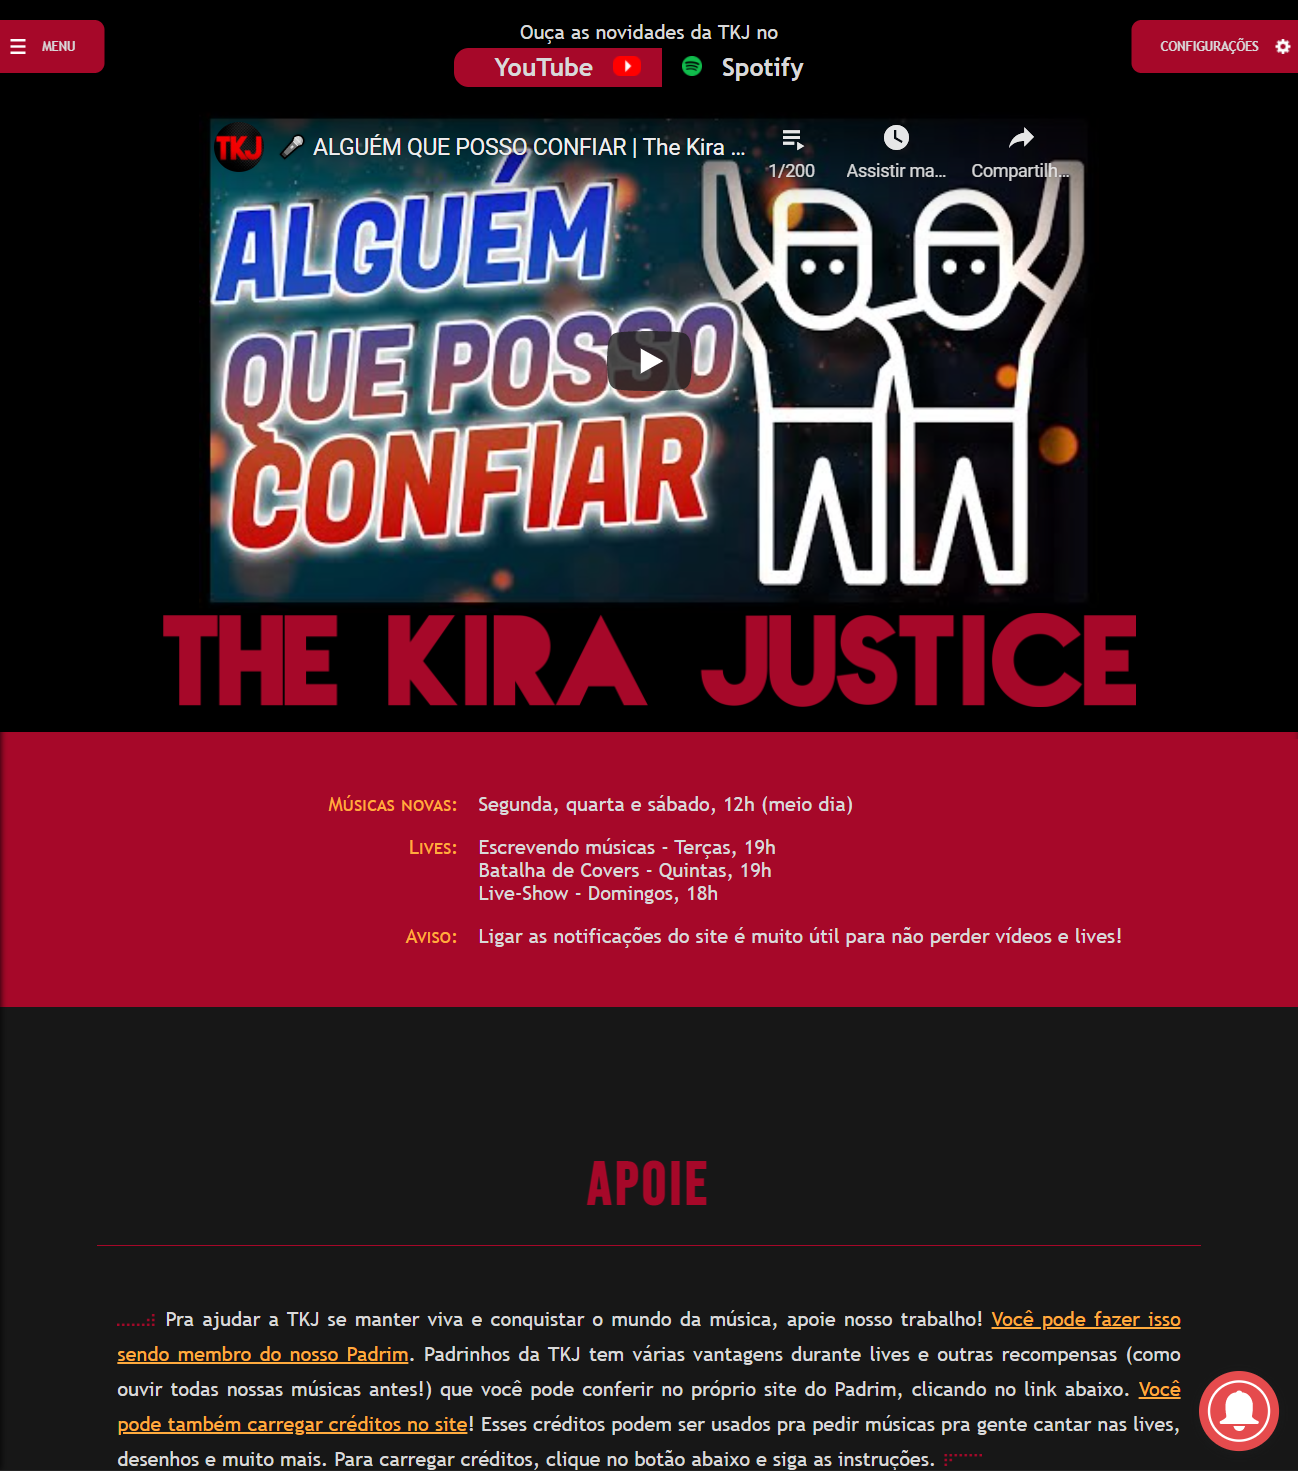 MENU
Ouça as novidades da TKJ no
YouTube
Spotify
CONFIGURAÇÕES
TKJ
ALGUÉM QUE POSSO CONFIAR | The Kira ...
1/200
Assistir ma...
Compartilh...
ALGUÉM
QUE POSSO
CONFIAR
THE KIRA JUSTICE
Músicas novas: Segunda, quarta e sábado, 12h (meio dia)
Lives: Escrevendo músicas - Terças, 19h
Batalha de Covers - Quintas, 19h
Live-Show - Domingos, 18h
Aviso: Ligar as notificações do site é muito útil para não perder vídeos e lives!
APOIE
Pra ajudar a TKJ se manter viva e conquistar o mundo da música, apoie nosso trabalho! Você pode fazer isso
sendo membro do nosso Padrim. Padrinhos da TKJ tem várias vantagens durante lives e outras recompensas (como
ouvir todas nossas músicas antes!) que você pode conferir no próprio site do Padrim, clicando no link abaixo. Você
pode também carregar créditos no site! Esses créditos podem ser usados pra pedir músicas pra gente cantar nas lives,
desenhos e muito mais. Para carregar créditos, clique no botão abaixo e siga as instruções.